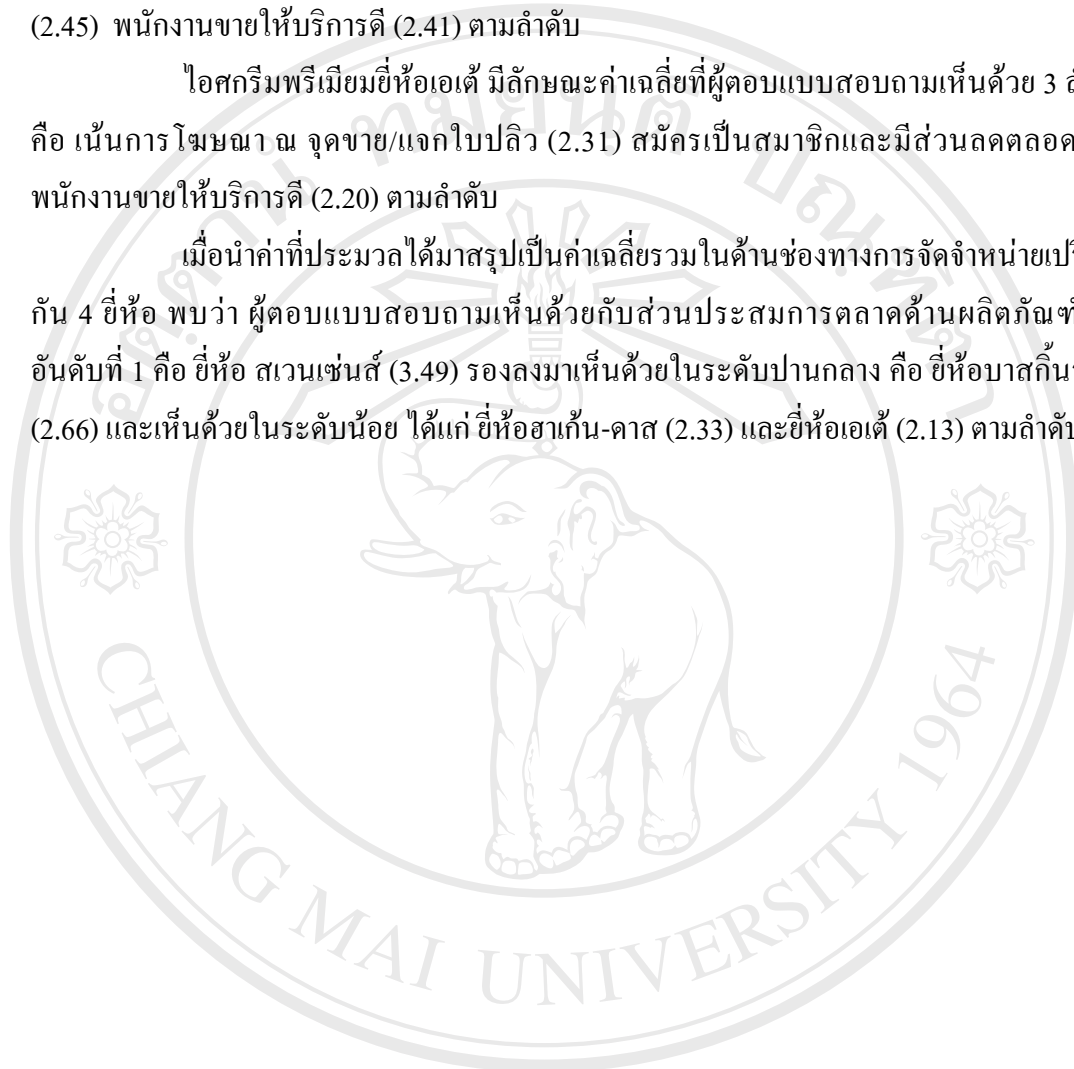 (2.45) พนักงานขายให้บริการดี (2.41) ตามลำดับ
ไอศกรีมพรีเมียมยี่ห้อเอเต้ มีลักษณะค่าเฉลี่ยที่ผู้ตอบแบบสอบถามเห็นด้วย 3
คือ เน้นการโฆษณา ณ จุดขาย/แจกใบปลิว (2.31) สมัครเป็นสมาชิกและมีส่วนลดตลอด
พนักงานขายให้บริการดี (2.20) ตามลำดับ
เมื่อนำค่าที่ประมวลได้มาสรุปเป็นค่าเฉลี่ยรวมในด้านช่องทางการจัดจำหน่าย
กัน 4 ยี่ห้อ พบว่า ผู้ตอบแบบสอบถามเห็นด้วยกับส่วนประสมการตลาดด้าน
อันดับที่ 1 คือ ยี่ห้อ สเวนเซ่นส์ (3.49) รองลงมาเห็นด้วยในระดับปานกลาง คือ ยี่ห้อ
(2.66) และเห็นด้วยในระดับน้อย ได้แก่ ยี่ห้อฮาเก้น-ดาส (2.33) และยี่ห้อเอเต้ (2.13) ตามลำดับ
CHIANG MAI UNIVERSITY 1964